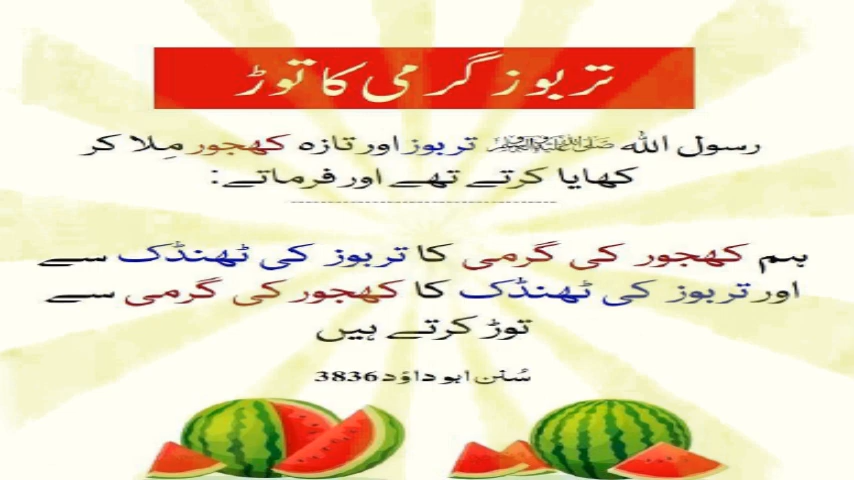 تربوز گرمی کا توڑ
رسول اللہ ﷺ تربوز اور تازہ کھجور مِلا کر
کھایا کرتے تھے اور فرماتے:
ہم کھجور کی گرمی کا تربوز کی ٹھنڈک سے
اور تربوز کی ٹھنڈک کا کھجور کی گرمی سے
توڑ کرتے ہیں
سُنن ابو داؤد 3836